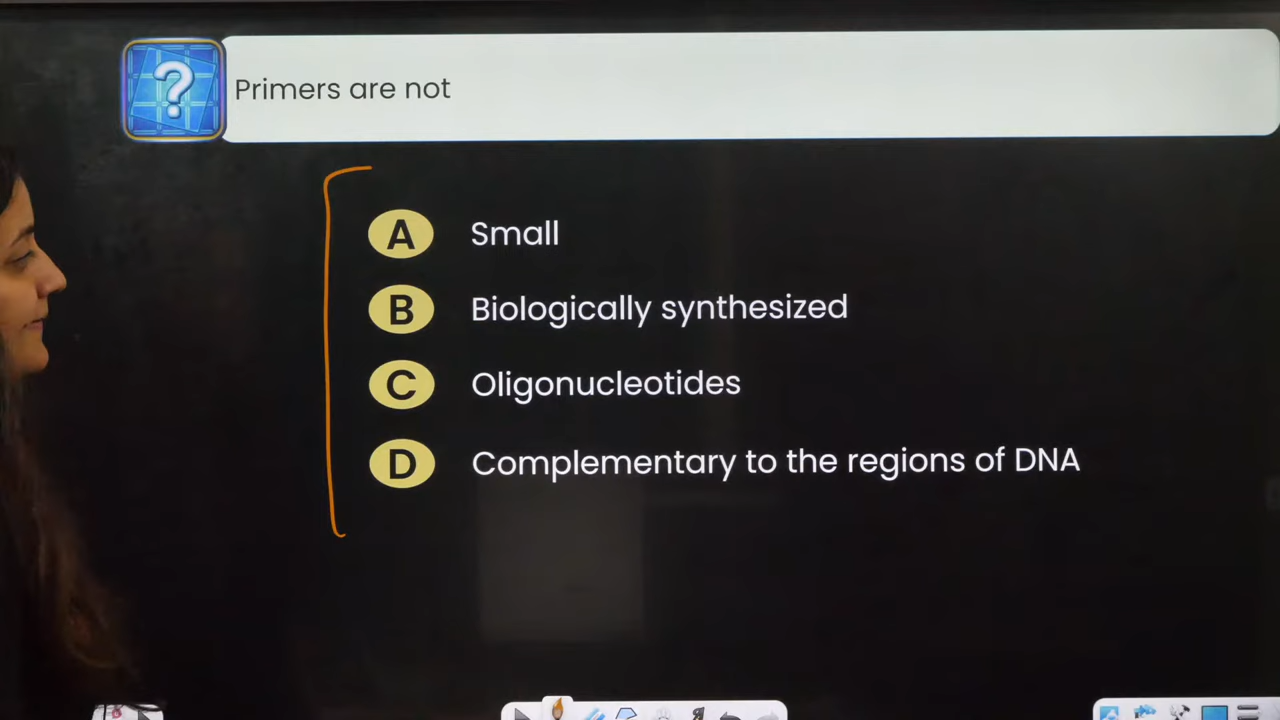 ?
Primers are not
A Small
B Biologically synthesized
C Oligonucleotides
D Complementary to the regions of DNA